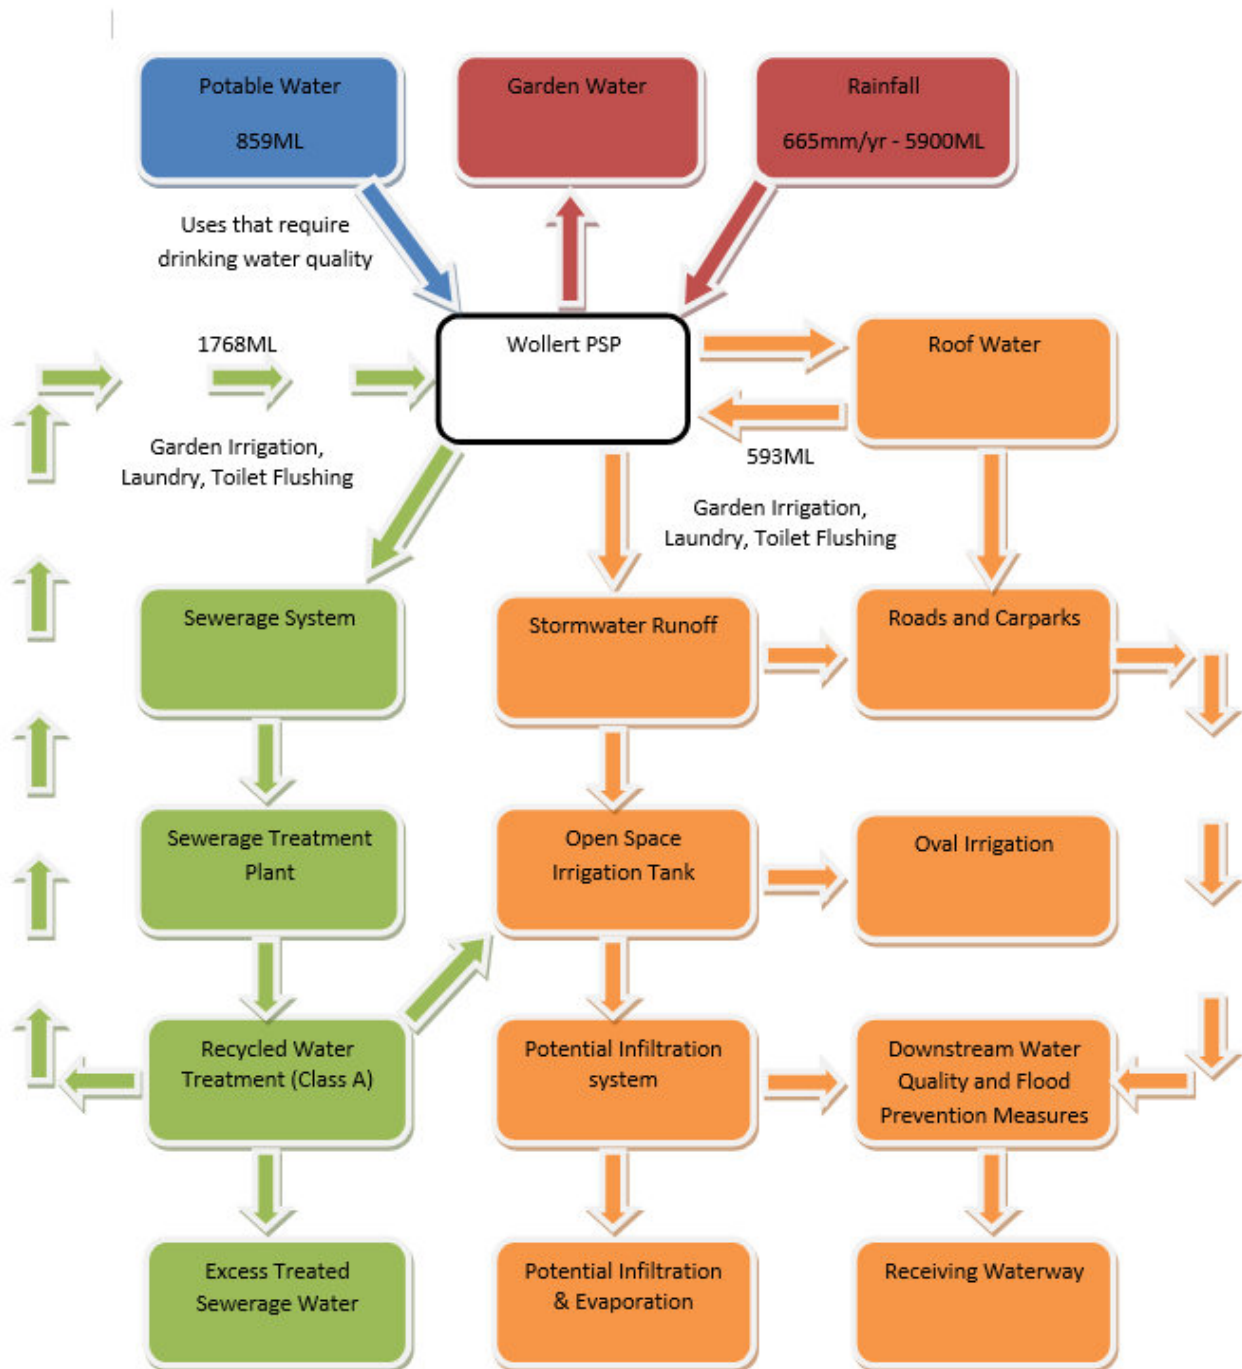 Potable Water
859ML
Garden Water
Rainfall
665mm/yr - 5900ML
Uses that require
drinking water quality
1768ML
Wollert PSP
Roof Water
Garden Irrigation,
Laundry, Toilet Flushing
593ML
Garden Irrigation,
Laundry, Toilet Flushing
Sewerage System
Stormwater Runoff
Roads and Carparks
Sewerage Treatment
Plant
Open Space
Irrigation Tank
Oval Irrigation
Recycled Water
Treatment (Class A)
Potential Infiltration
system
Downstream Water
Quality and Flood
Prevention Measures
Excess Treated
Sewerage Water
Potential Infiltration
& Evaporation
Receiving Waterway